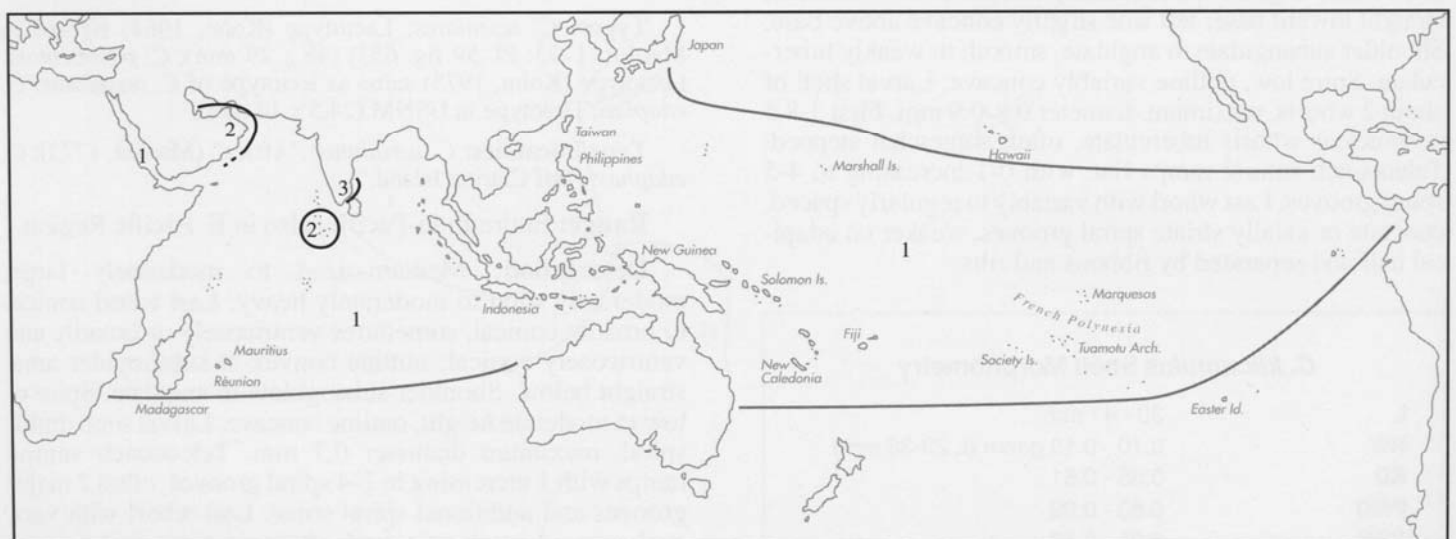 Japan
Taiwan
Philippines
Hawaii
Marshall Is.
2
1
3
2
1
New Guinea
Solomon Is.
Marquesas
French Polynesia
Indonesia
1
Fiji
Society Is.
Tuamotu Arch.
Mauritius
Réunion
New
Caledonia
Madagascar
Easter Id.